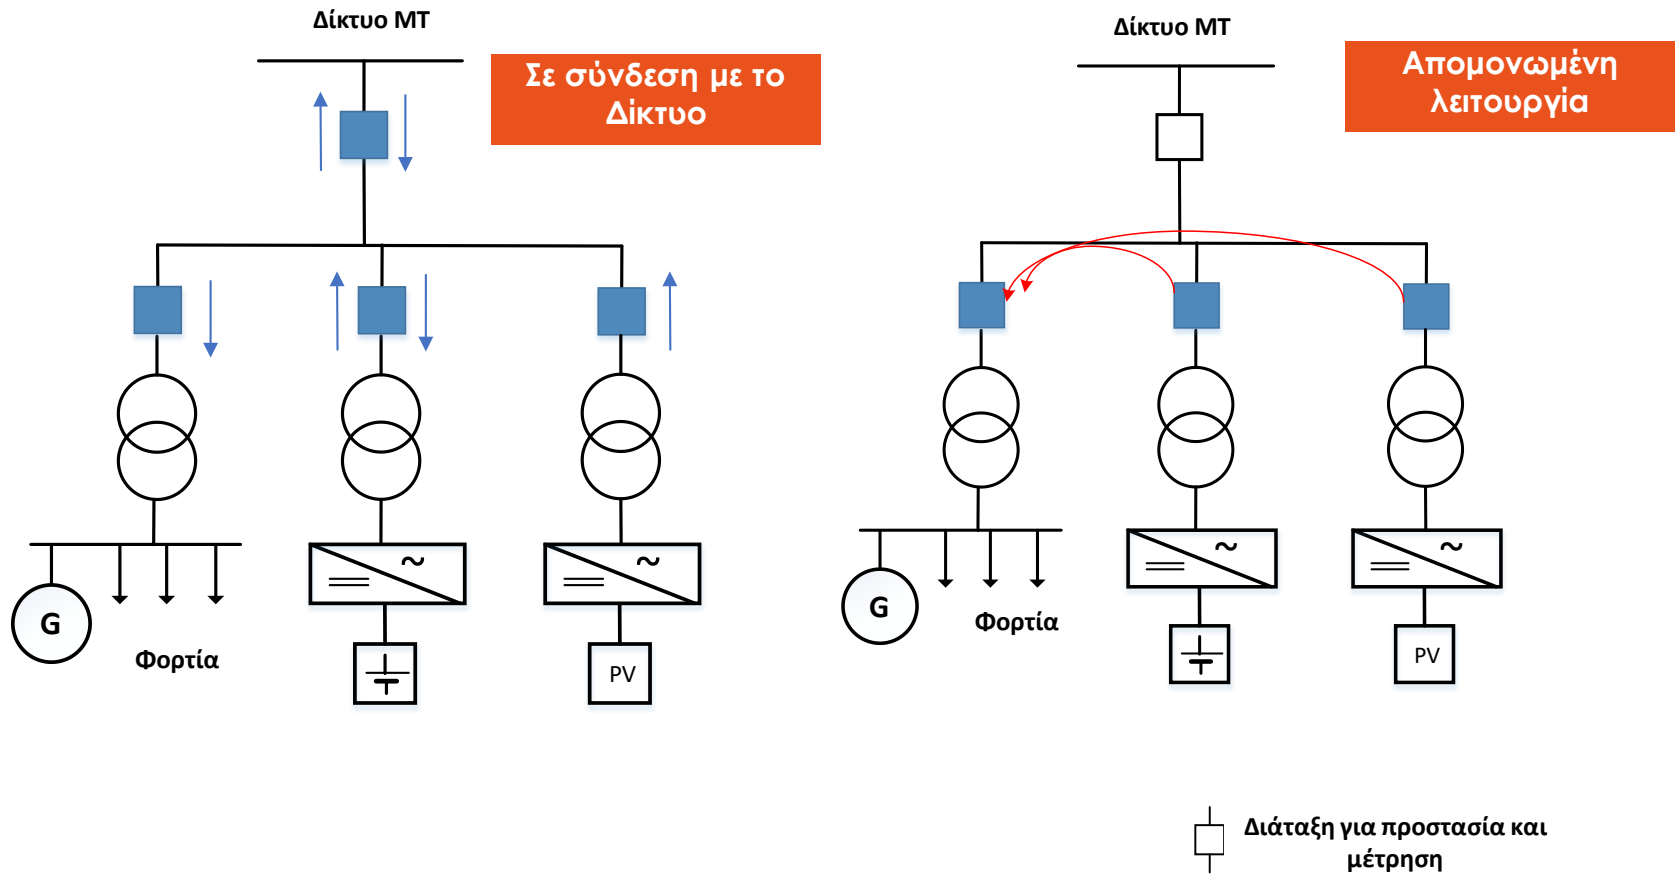 Δίκτυο ΜΤ
Σε σύνδεση με το
Δίκτυο
G
Φορτία
~
PV
~
Δίκτυο ΜΤ
Απομονωμένη
λειτουργία
G
Φορτία
~
PV
~
Διάταξη για προστασία και
μέτρηση